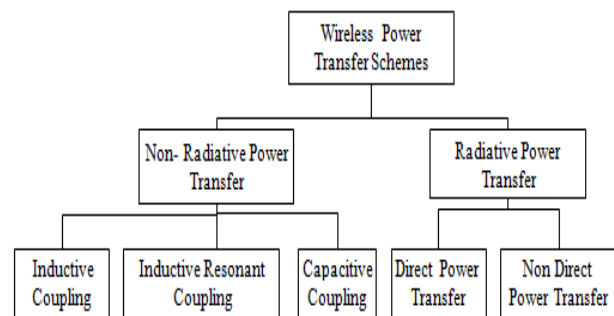 Wireless Power
Transfer Schemes
Non- Radiative Power
Transfer
Radiative Power
Transfer
Inductive
Coupling
Inductive Resonant
Coupling
Capacitive
Coupling
Direct Power
Transfer
Non Direct
Power Transfer